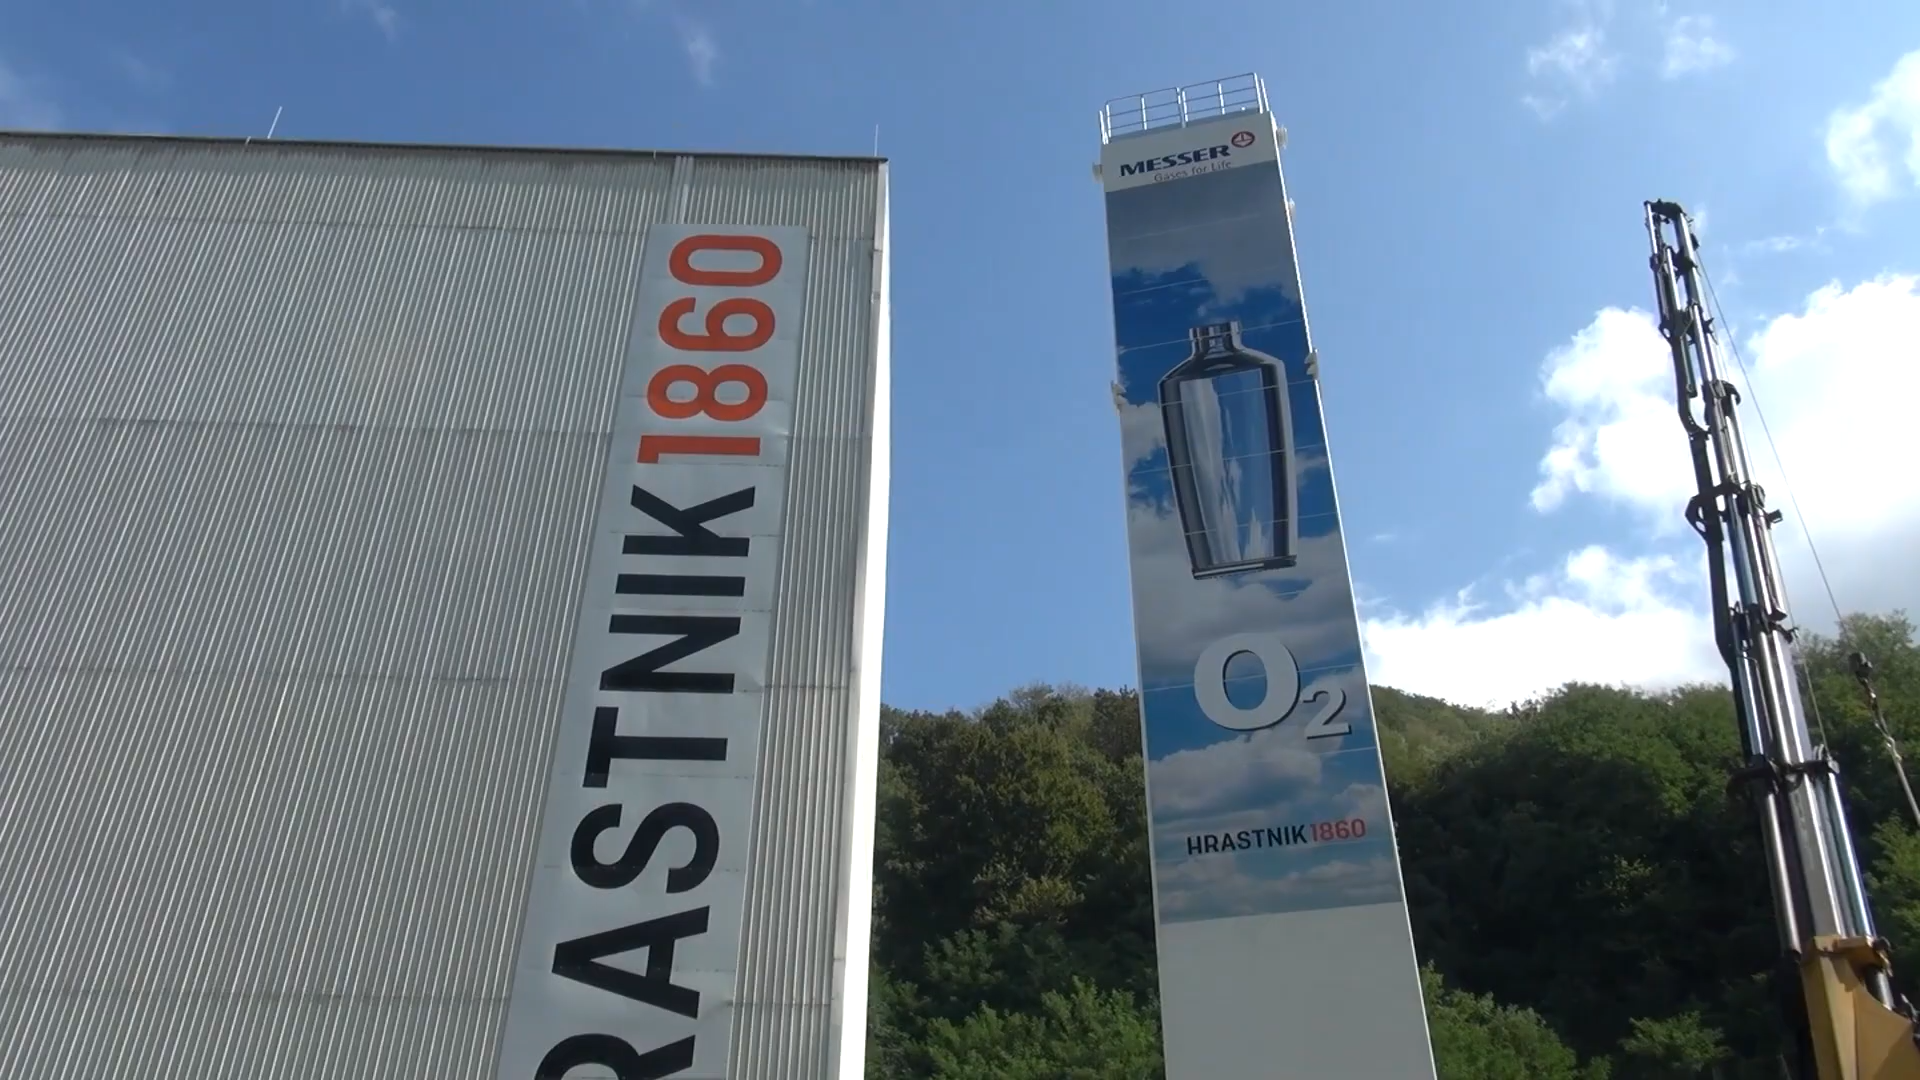 RASTNIK1860
MESSER
Gases for Life
O2
HRASTNIK1860